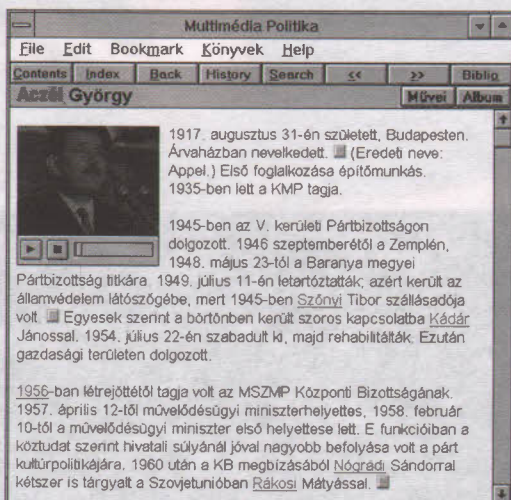 Multimédia Politika
File Edit Bookmark Könyvek Help
Contents Index Back History Search << >> Biblio
Aczél György Művei Album
1917. augusztus 31-én született, Budapesten.
Árvaházban nevelkedett. (Eredeti neve:
Appel.) Első foglalkozása építőmunkás.
1935-ben lett a KMP tagja.
1945-ben az V. kerületi Pártbizottságon
dolgozott. 1946 szeptemberétől a Zemplén,
1948. május 23-tól a Baranya megyei
Pártbizottság titkára. 1949. július 11-én letartóztatták; azért került az
államvédelem látószögébe, mert 1945-ben Szőnyi Tibor szállásadója
volt. Egyesek szerint a börtönben került szoros kapcsolatba Kádár
Jánossal. 1954. július 22-én szabadult ki, majd rehabilitálták. Ezután
gazdasági területen dolgozott.
1956-ban létrejöttétől tagja volt az MSZMP Központi Bizottságának.
1957. április 12-től művelődésügyi miniszterhelyettes, 1958. február
10-től a művelődésügyi miniszter első helyettese lett. E funkcióiban a
köztudat szerint hivatali súlyánál jóval nagyobb befolyása volt a párt
kultúrpolitikájára. 1960 után a KB megbízásából Nógrádi Sándorral
kétszer is tárgyalt a Szovjetunióban Rákosi Mátyással.